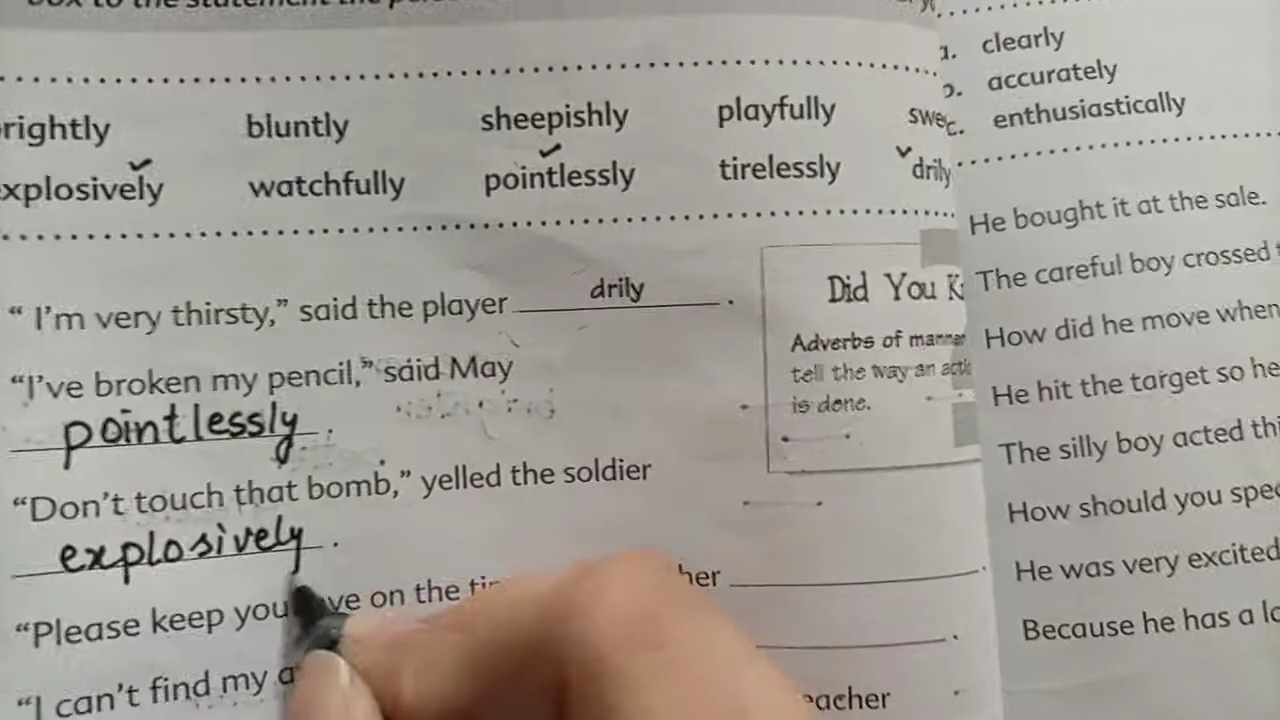 rightly bluntly sheepishly playfully swe
xplosively watchfully pointlessly tirelessly drily
“ I’m very thirsty,” said the player drily .
“I’ve broken my pencil,” said May
pointlessly .
“Don’t touch that bomb,” yelled the soldier
explosively .
“Please keep you ve on the her .
“I can’t find my a .
eacher
Did You K
Adverbs of manner
tell the way an acti
is done.
1. clearly
accurately
c. enthusiastically
He bought it at the sale.
The careful boy crossed
How did he move when
He hit the target so he
The silly boy acted thi
How should you spe
He was very excited
Because he has a lo